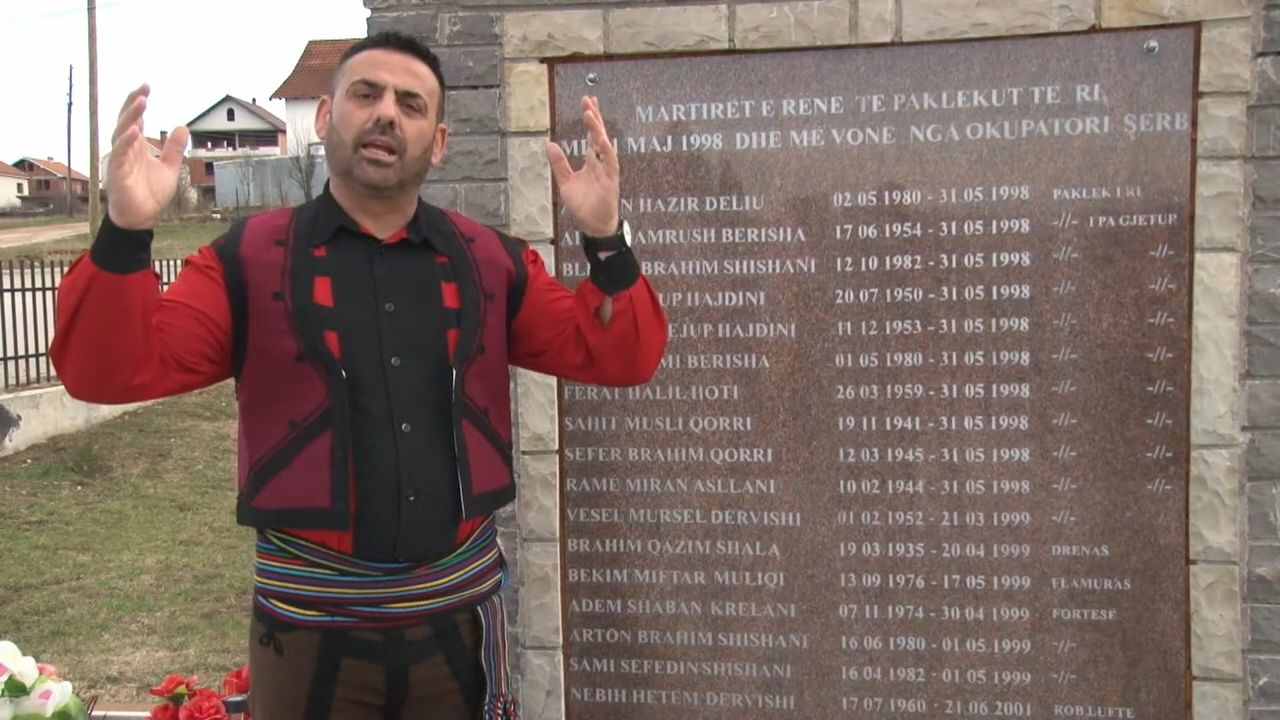 MARTIRËT E RËNË TË PAKLEKUT TË RI,
MAJ 1998 DHE MË VONË NGA OKUPATORI ŞERB
HAZIR DELIU 02 05 1980 - 31 05 1998 PAKLEK I RI
AMRUSH BERISHA 17 06 1954 - 31 05 1998 -//- I PA GJETUR
BRAHIM SHISHANI 12 10 1982 - 31 05 1998 -//- -//-
HAJDINI 20.07 1950 - 31 05 1998 -//- -//-
HAJDINI 11 12 1953 - 31 05 1998 -//- -//-
BERISHA 01 05 1980 - 31 05 1998 -//- -//-
FERAT HALIL HOTI 26 03 1959 - 31 05 1998 -//- -//-
SAHIT MUSLI QORRI 19 11 1941 - 31 05 1998 -//- -//-
SEFER BRAHIM QORRI 12 03 1945 - 31 05 1998 -//-
RAME MIRAN ASLLANI 10 02 1944 - 31 05 1998 -//- -//-
VESEL MURSEL DERVISHI 01 02 1952 - 21 03 1999 -//-
BRAHIM QAZIM SHALA 19 03 1935 - 20 04 1999 DRENAS
BEKIM MIFTAR MULIQI 13 09 1976 - 17 05 1999 FLAMURAS
ADEM SHABAN KRELANI 07 11 1974 - 30 04 1999 FORTESË
ARTON BRAHIM SHISHANI 16 06 1980 - 01 05 1999 -//-
SAMI SEFEDIN SHISHANI 16 04 1982 - 01 05 1999 -//-
NEBIH HETEM DERVISHI 17 07 1960 - 21 06 2001 ROB LUFTE